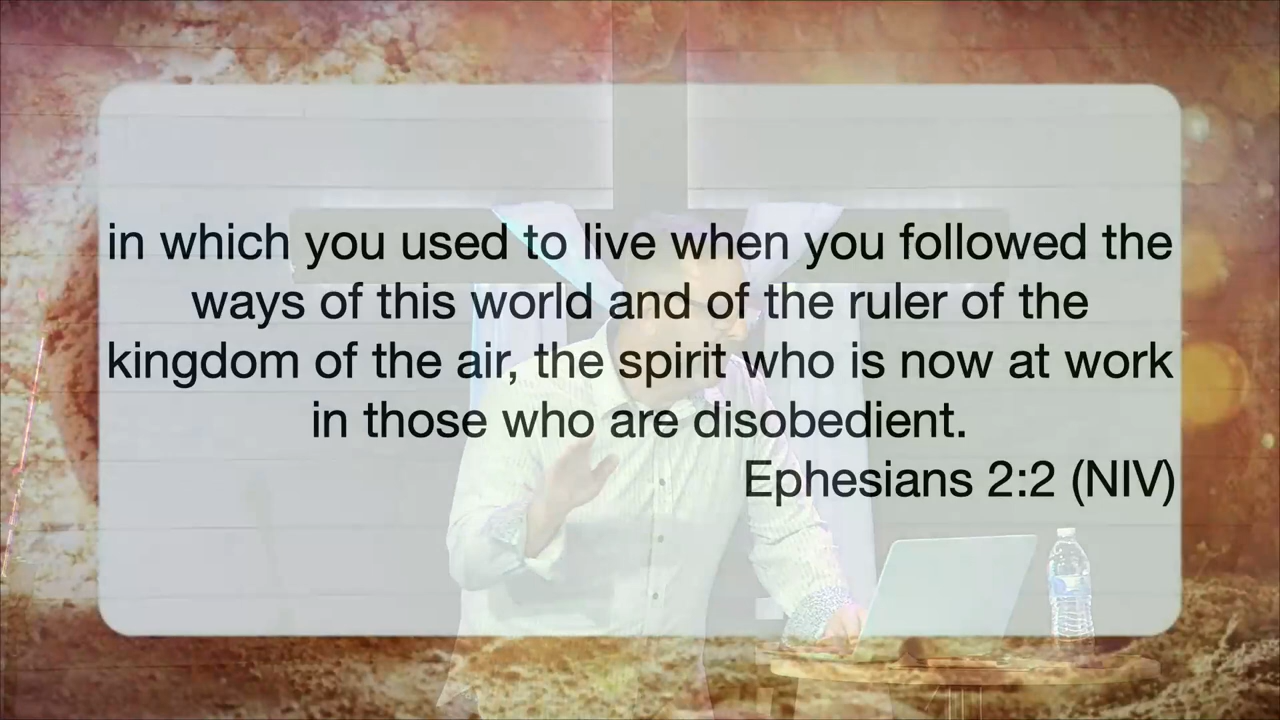 in which you used to live when you followed the
ways of this world and of the ruler of the
kingdom of the air, the spirit who is now at work
in those who are disobedient.
Ephesians 2:2 (NIV)